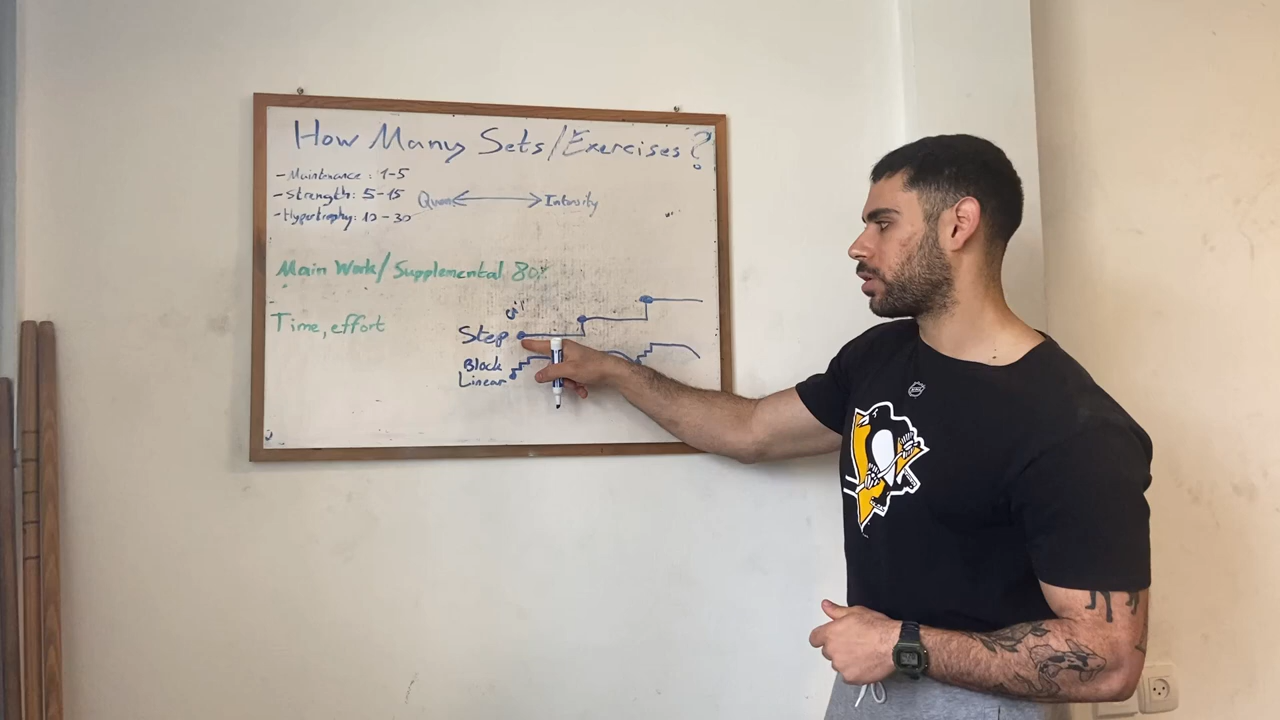 How Many Sets/Exercises?
- Maintenance : 1-5
- Strength: 5-15
- Hypertrophy: 10-30
Intensity
Main Work/Supplemental 80%
Time, effort
Step
Block
Linear